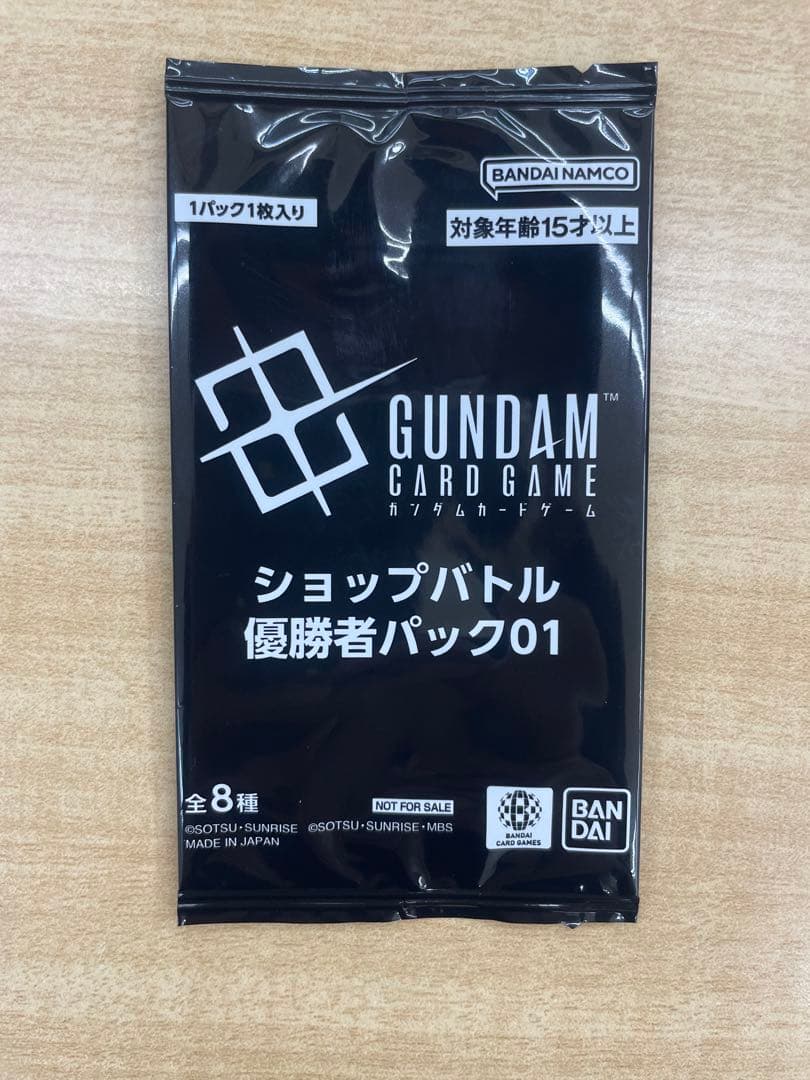 BANDAI NAMCO
1パック1枚入り
対象年齢15才以上
GUNDAM™
CARD GAME
ガンダムカードゲーム
ショップバトル
優勝者パック01
全8種
NOT FOR SALE
©SOTSU・SUNRISE ©SOTSU・SUNRISE・MBS
MADE IN JAPAN
BANDAI
CARD GAMES
BAN
DAI